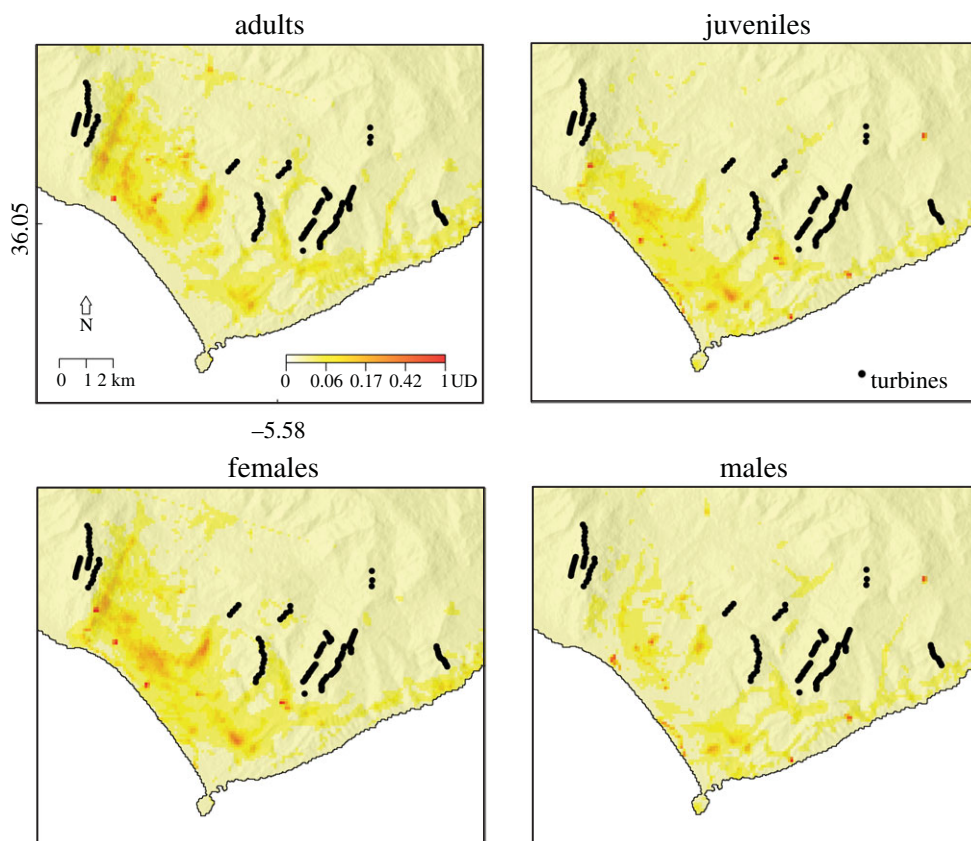 adults
juveniles
36.05
N
0 1 2 km
0 0.06 0.17 0.42 1 UD
turbines
–5.58
females
males